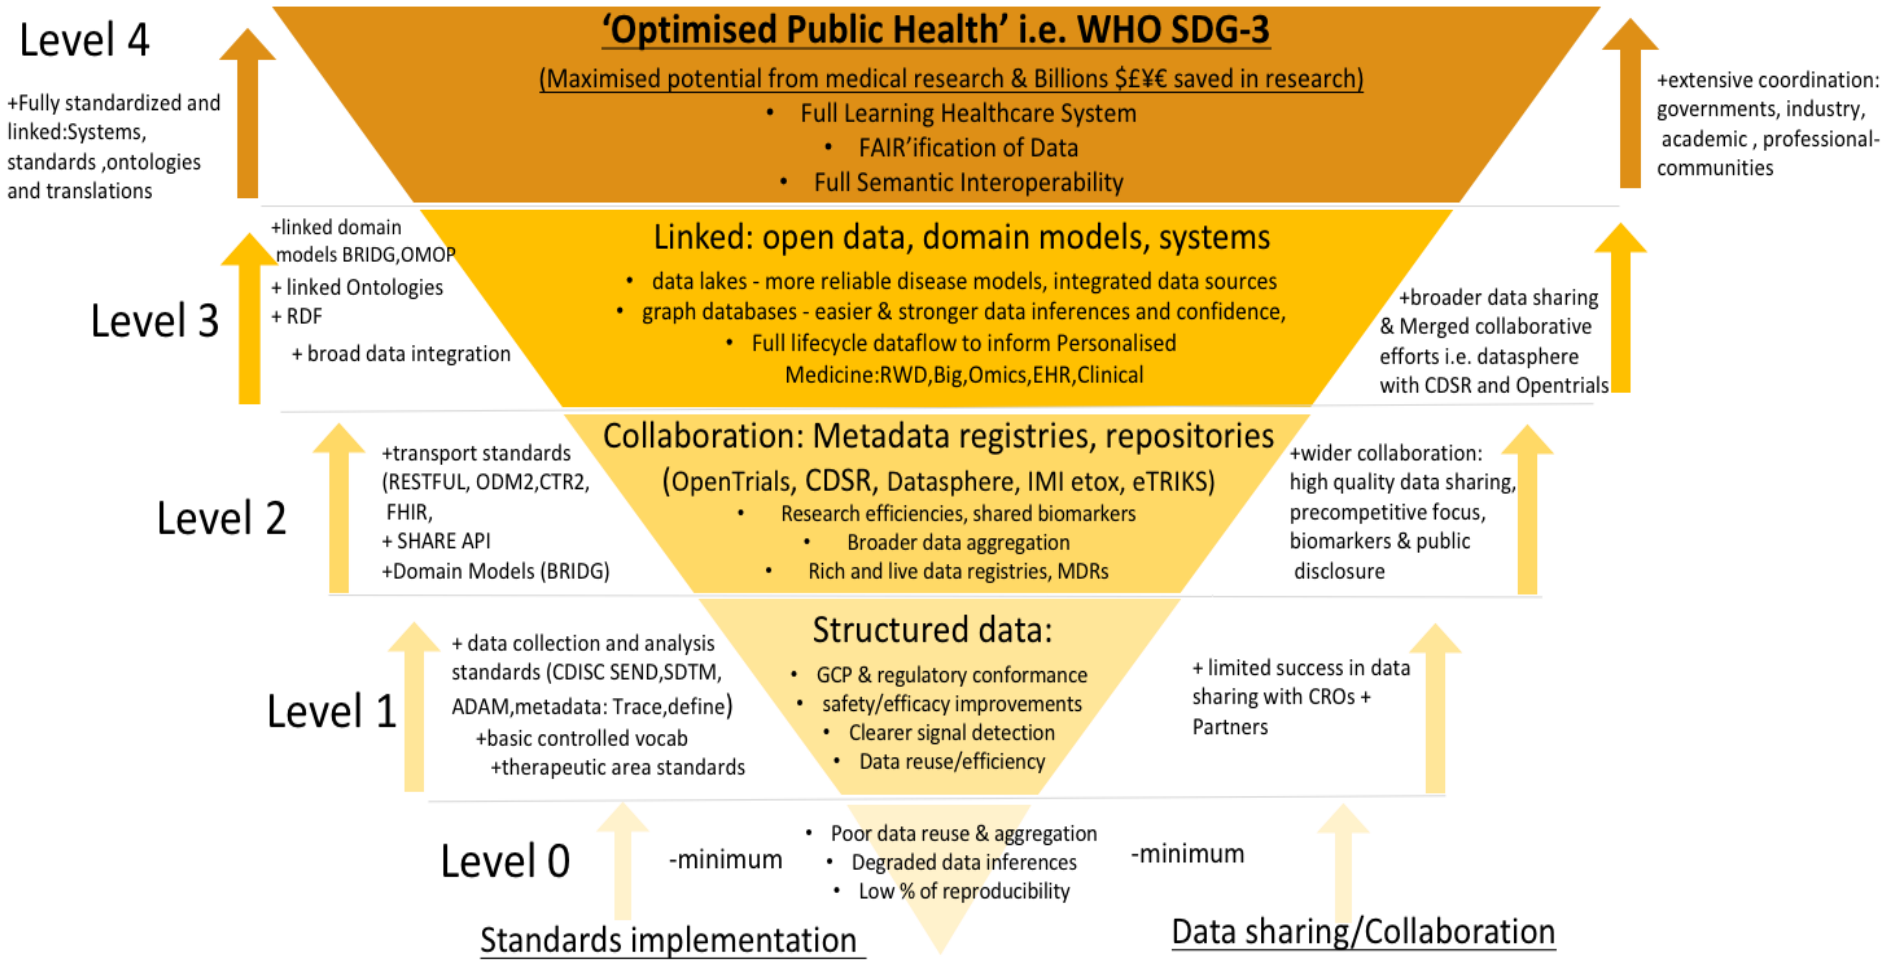 Level 4
+Fully standardized and
linked:Systems,
standards ,ontologies
and translations
‘Optimised Public Health’ i.e. WHO SDG-3
(Maximised potential from medical research & Billions $£¥€ saved in research)
• Full Learning Healthcare System
• FAIR’ification of Data
• Full Semantic Interoperability
+extensive coordination:
governments, industry,
academic , professional-
communities
Level 3
+linked domain
models BRIDG,OMOP
+ linked Ontologies
+ RDF
+ broad data integration
Linked: open data, domain models, systems
• data lakes - more reliable disease models, integrated data sources
• graph databases - easier & stronger data inferences and confidence,
• Full lifecycle dataflow to inform Personalised
Medicine:RWD,Big,Omics,EHR,Clinical
+broader data sharing
& Merged collaborative
efforts i.e. datasphere
with CDSR and Opentrials
Level 2
+transport standards
(RESTFUL, ODM2,CTR2,
FHIR,
+ SHARE API
+Domain Models (BRIDG)
Collaboration: Metadata registries, repositories
(OpenTrials, CDSR, Datasphere, IMI etox, eTRIKS)
• Research efficiencies, shared biomarkers
• Broader data aggregation
• Rich and live data registries, MDRs
+wider collaboration:
high quality data sharing,
precompetitive focus,
biomarkers & public
disclosure
Level 1
+ data collection and analysis
standards (CDISC SEND,SDTM,
ADAM,metadata: Trace,define)
+basic controlled vocab
+therapeutic area standards
Structured data:
• GCP & regulatory conformance
• safety/efficacy improvements
• Clearer signal detection
• Data reuse/efficiency
+ limited success in data
sharing with CROs +
Partners
Level 0
-minimum
• Poor data reuse & aggregation
• Degraded data inferences
• Low % of reproducibility
-minimum
Standards implementation
Data sharing/Collaboration